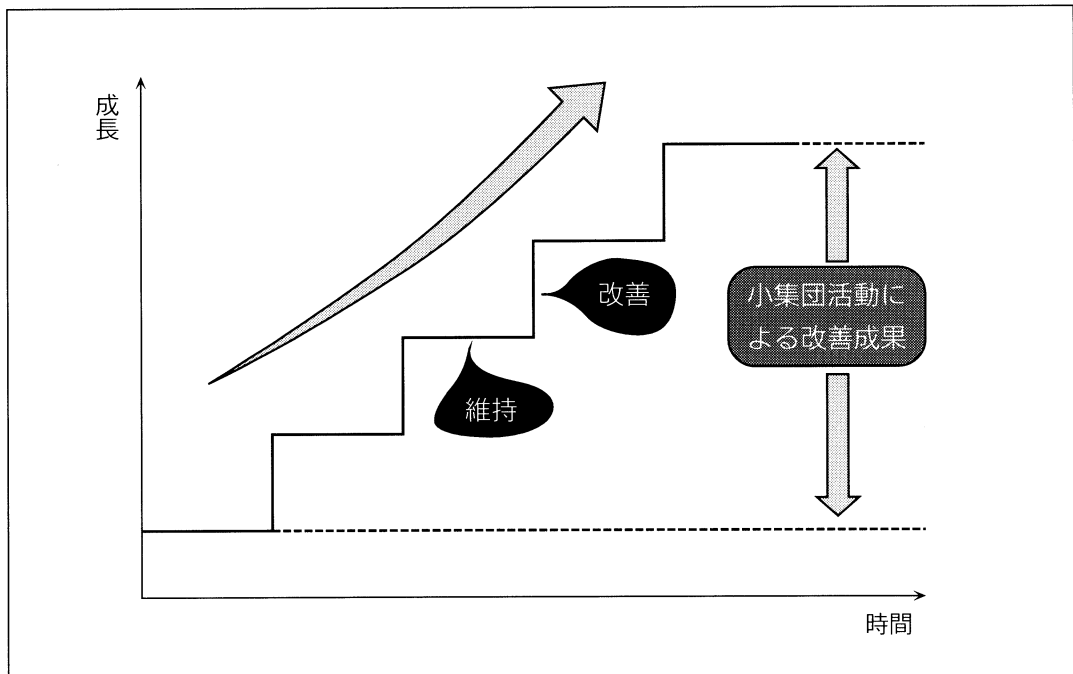 成長
改善
小集団活動に
よる改善成果
維持
時間